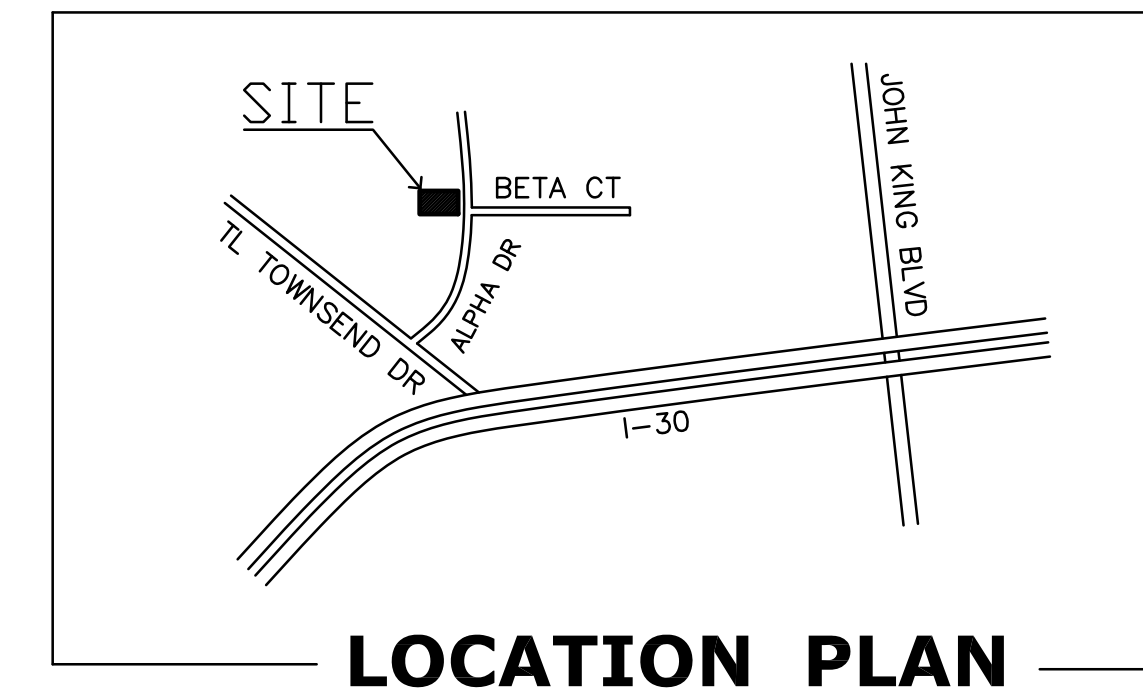 SITE
BETA CT
JOHN KING BLVD
TL TOWNSEND DR
ALPHA DR
I-30
LOCATION PLAN